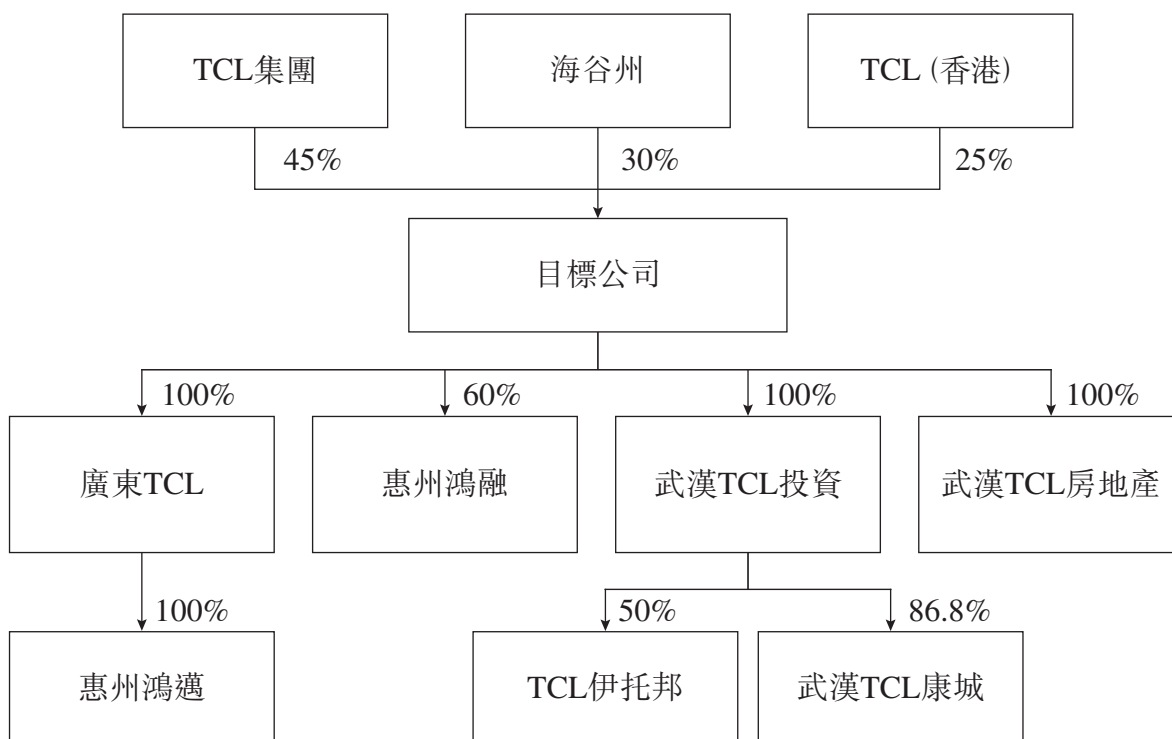 TCL集團
海谷州
TCL (香港)
45%
30%
25%
目標公司
100%
60%
100%
100%
廣東TCL
惠州鴻融
武漢TCL投資
武漢TCL房地產
100%
50%
86.8%
惠州鴻邁
TCL伊托邦
武漢TCL康城